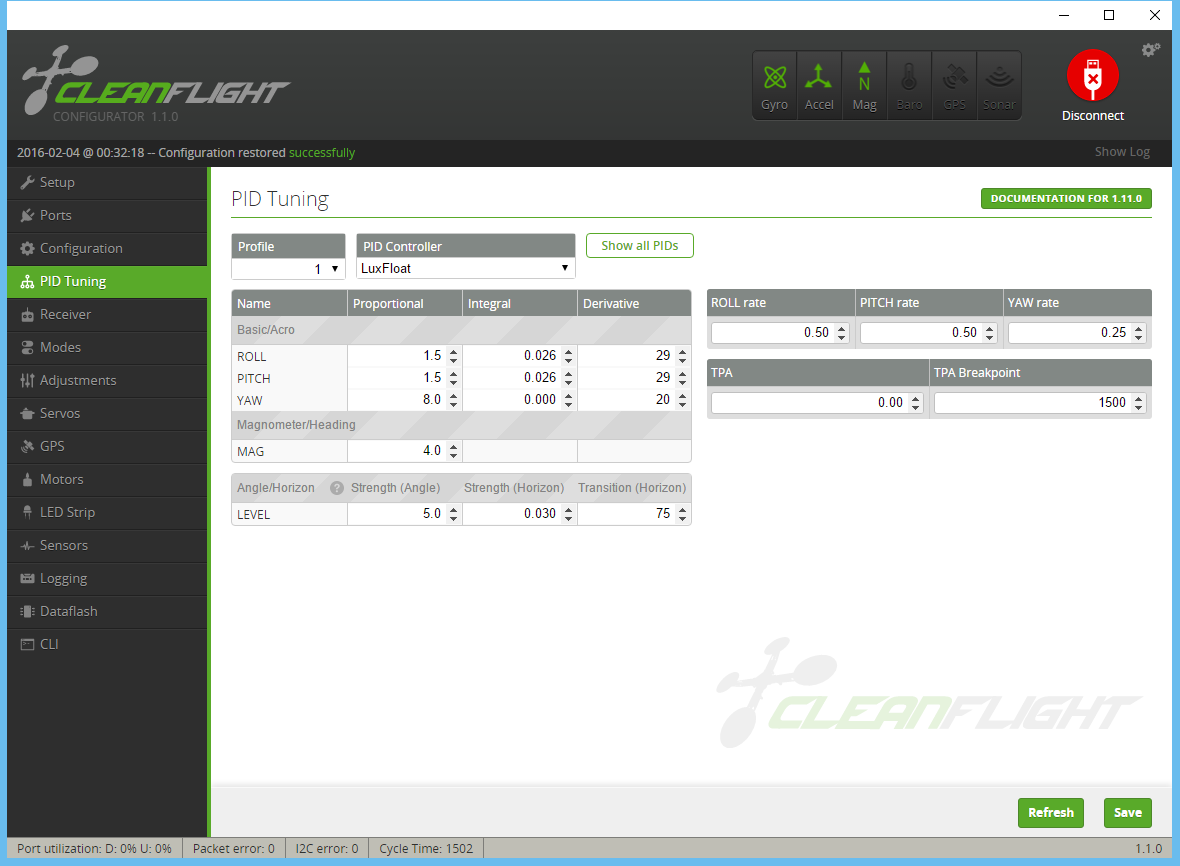 CLEANFLIGHT
CONFIGURATOR 1.1.0
Gyro Accel Mag Baro GPS Sonar
Disconnect
2016-02-04 @ 00:32:18 -- Configuration restored successfully
Show Log
Setup
Ports
Configuration
PID Tuning
Receiver
Modes
Adjustments
Servos
GPS
Motors
LED Strip
Sensors
Logging
Dataflash
CLI
PID Tuning
DOCUMENTATION FOR 1.11.0
Profile PID Controller Show all PIDs
1 LuxFloat
Name Proportional Integral Derivative
Basic/Acro
ROLL 1.5 0.026 29
PITCH 1.5 0.026 29
YAW 8.0 0.000 20
Magnometer/Heading
MAG 4.0
Angle/Horizon ? Strength (Angle) Strength (Horizon) Transition (Horizon)
LEVEL 5.0 0.030 75
ROLL rate PITCH rate YAW rate
0.50 0.50 0.25
TPA TPA Breakpoint
0.00 1500
CLEANFLIGHT
Refresh Save
Port utilization: D: 0% U: 0% Packet error: 0 I2C error: 0 Cycle Time: 1502 1.1.0